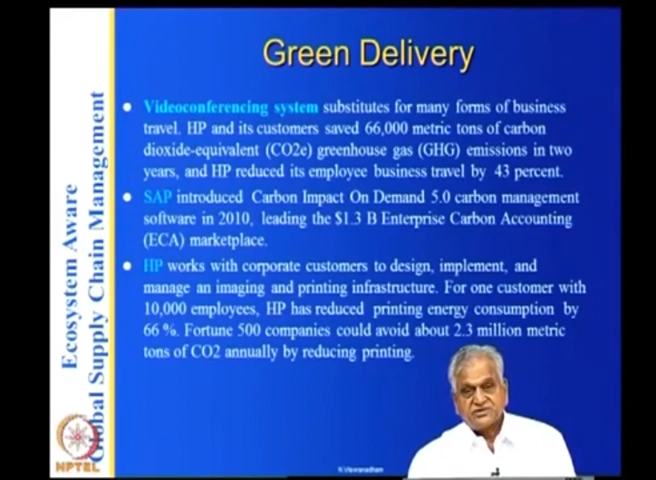 Green Delivery
Videoconferencing system substitutes for many forms of business
travel. HP and its customers saved 66,000 metric tons of carbon
dioxide-equivalent (CO2e) greenhouse gas (GHG) emissions in two
years, and HP reduced its employee business travel by 43 percent.
SAP introduced Carbon Impact On Demand 5.0 carbon management
software in 2010, leading the $1.3 B Enterprise Carbon Accounting
(ECA) marketplace.
HP works with corporate customers to design, implement, and
manage an imaging and printing infrastructure. For one customer with
10,000 employees, HP has reduced printing energy consumption by
66 %. Fortune 500 companies could avoid about 2.3 million metric
tons of CO2 annually by reducing printing.
Ecosystem Aware
Global Supply Chain Management
NPTEL
N.Viswanadham